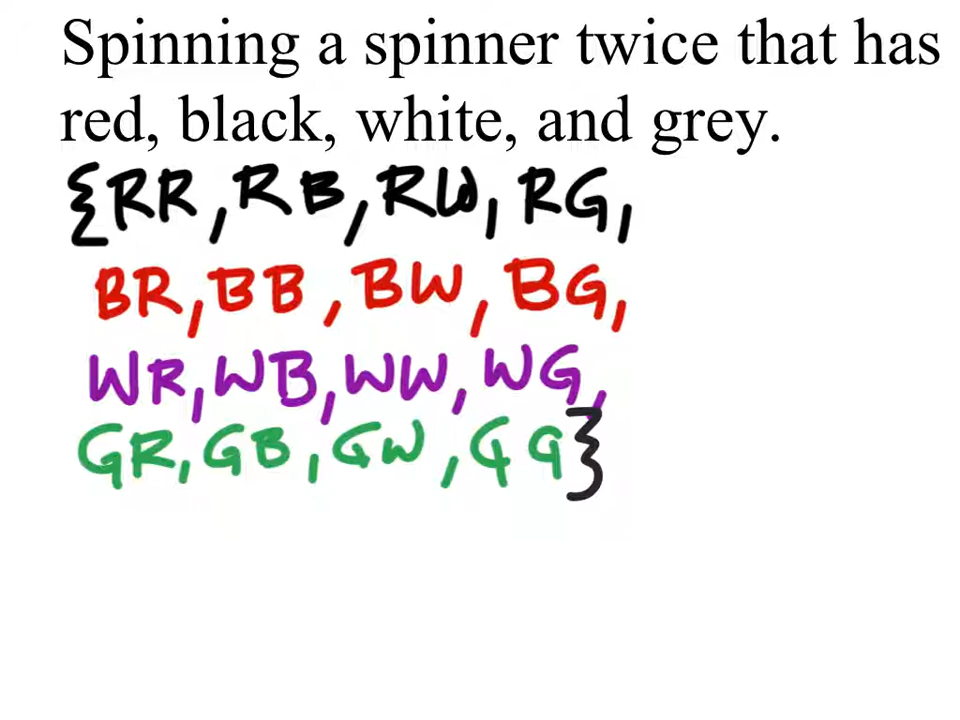 Spinning a spinner twice that has
red, black, white, and grey.
{RR, RB, RW, RG,
BR, BB, BW, BG,
WR, WB, WW, WG,
GR, GB, GW, GG}